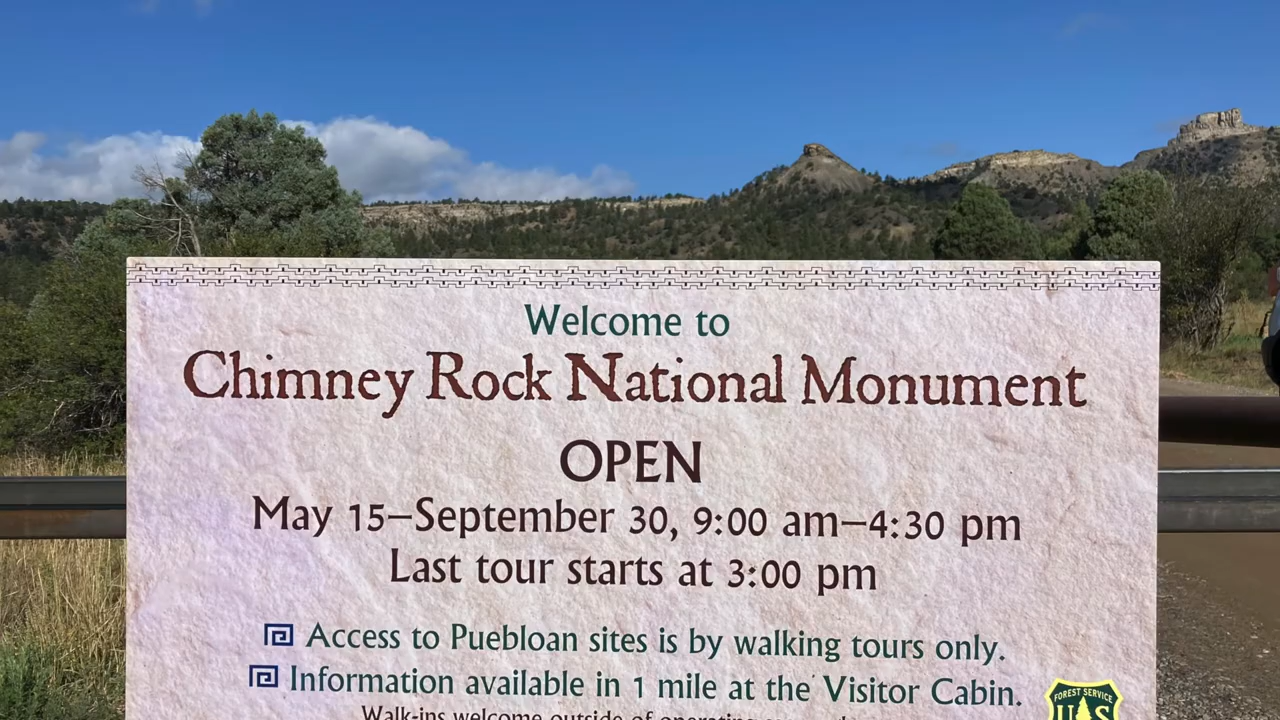 Welcome to
Chimney Rock National Monument
OPEN
May 15–September 30, 9:00 am–4:30 pm
Last tour starts at 3:00 pm
Access to Puebloan sites is by walking tours only.
Information available in 1 mile at the Visitor Cabin.
Walk-ins welcome outside of
FOREST SERVICE
U S